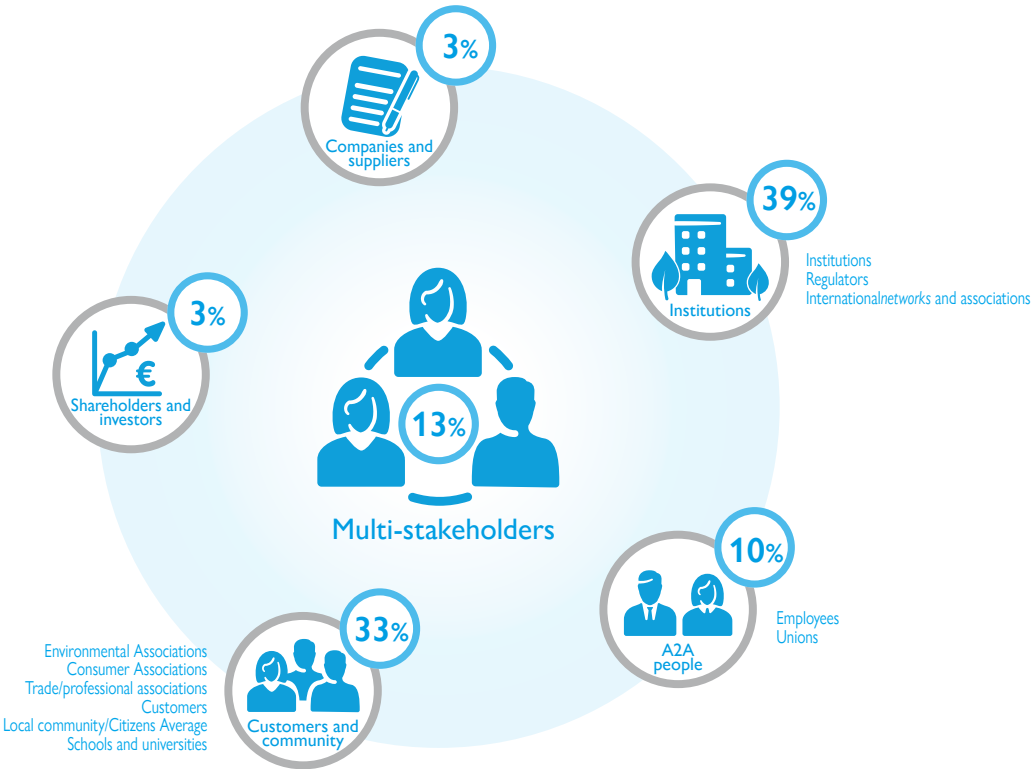 3%
Companies and
suppliers
39%
Institutions
Institutions
Regulators
Internationalnetworks and associations
3%
€
Shareholders and
investors
13%
Multi-stakeholders
10%
A2A
people
Employees
Unions
33%
Customers and
community
Environmental Associations
Consumer Associations
Trade/professional associations
Customers
Local community/Citizens Average
Schools and universities